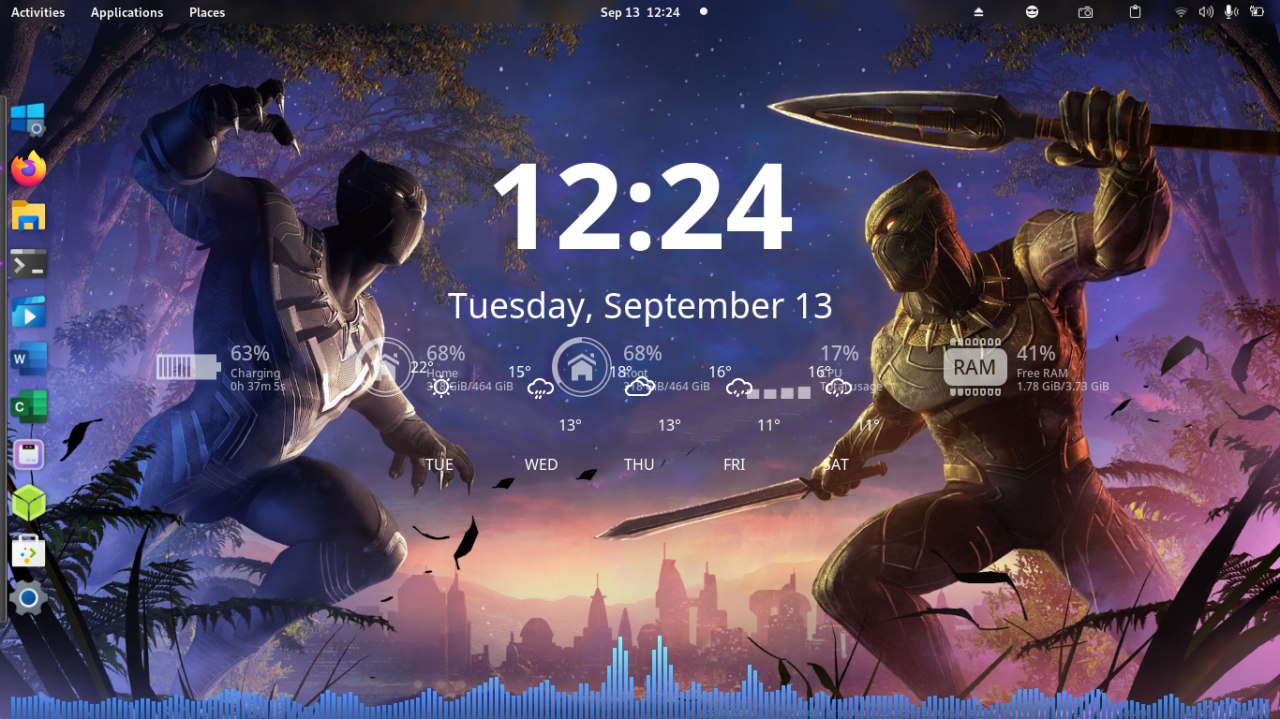 Activities Applications Places Sep 13 12:24
12:24
Tuesday, September 13
63%
Charging
0h 37m 5s
68%
Home
GiB/464 GiB
68%
Root
GiB/464 GiB
17%
CPU
Total usage
RAM
41%
Free RAM
1.78 GiB/3.73 GiB
22° 15° 18° 16° 16°
13° 13° 11° 11°
TUE WED THU FRI SAT
W
C